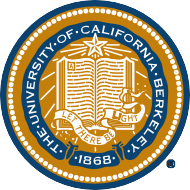 THE·UNIVERSITY·OF·CALIFORNIA·BERKELEY·
LET THERE BE LIGHT
·1868·
A
®